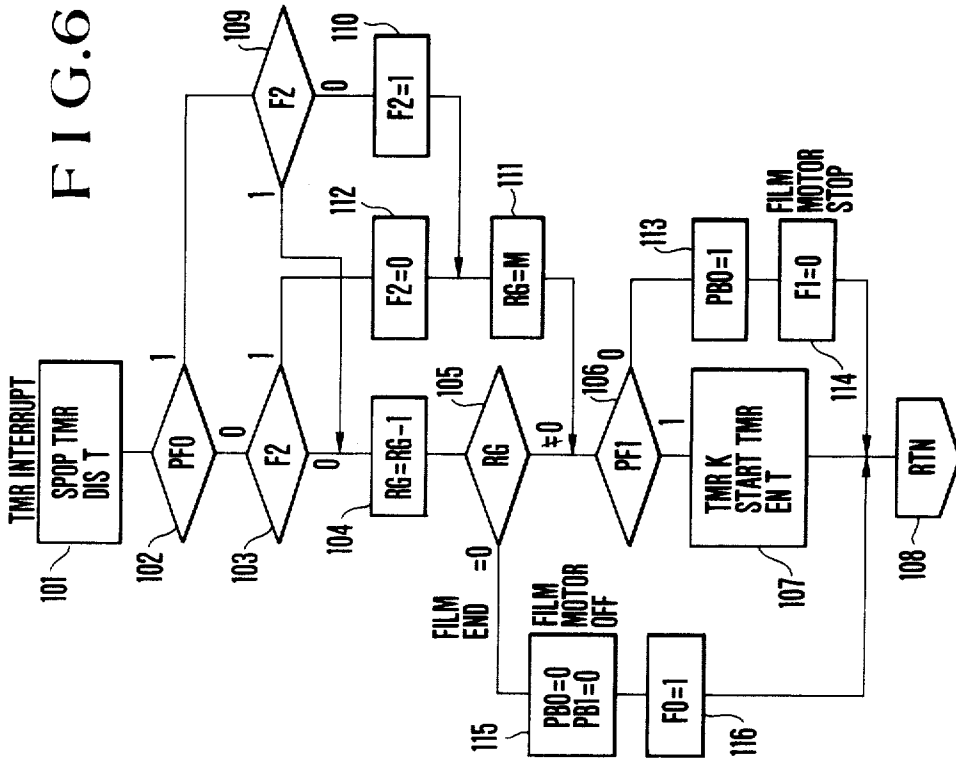 FIG.6
TMR INTERRUPT
SPOP TMR
DIS T
101
PF0
102
1
0
F2
103
1
0
F2
109
1
0
F2=1
110
F2=0
112
RG=RG-1
104
RG=M
111
RG
105
=0
≠0
FILM
END
PF1
106
1
0
PB0=0
PB1=0
115
FILM
MOTOR
OFF
F0=1
116
TMR K
START TMR
EN T
107
PB0=1
113
F1=0
114
FILM
MOTOR
STOP
RTN
108